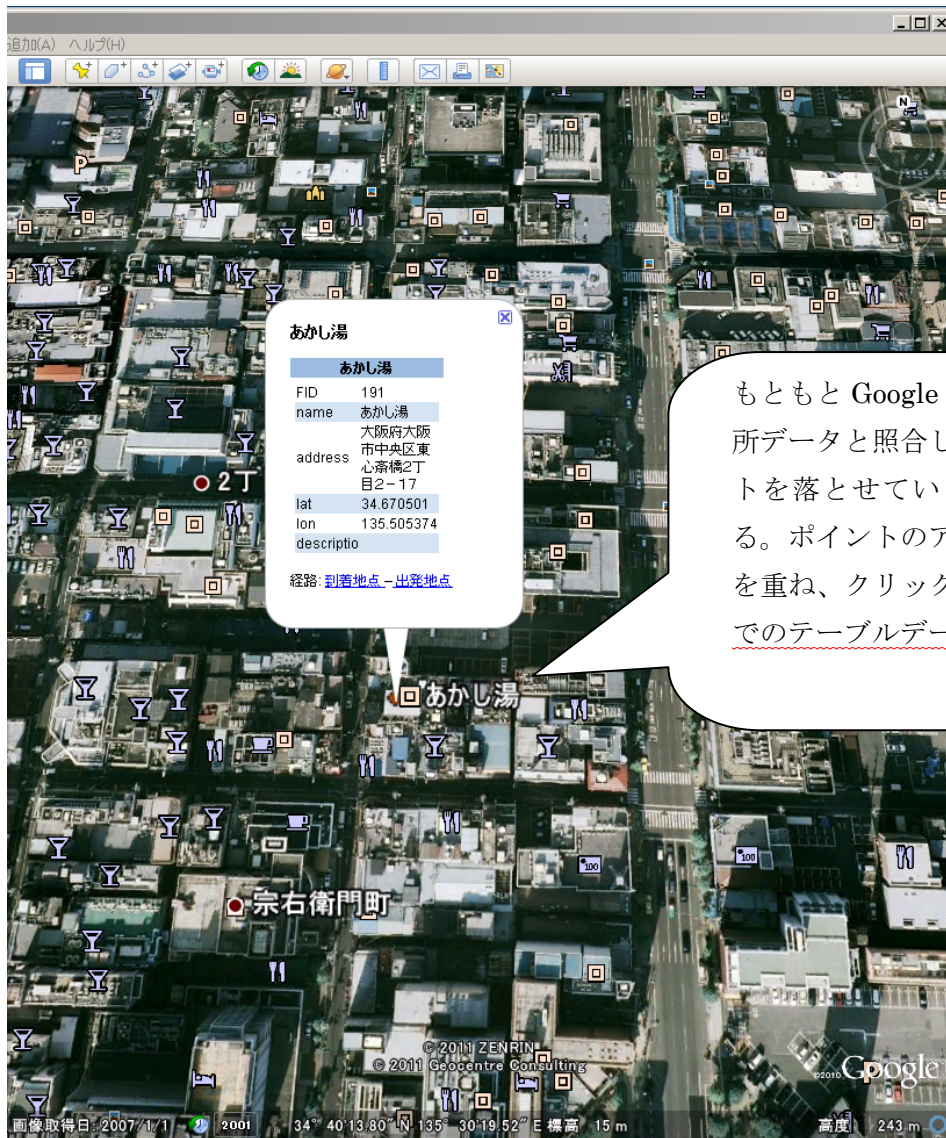 追加(A) ヘルプ(H)
N
P
あかし湯
あかし湯
FID 191
name あかし湯
address 大阪府大阪
市中央区東
心斎橋2丁
目2－17
lat 34.670501
lon 135.505374
descriptio
経路: 到着地点 – 出発地点
もともと Google
所データと照合し
トを落とせてい
る。ポイントのア
を重ね、クリック
でのテーブルデー
2丁
あかし湯
宗右衛門町
100
100
© 2011 ZENRIN
© 2011 Geocentre Consulting
©2010 Google
画像取得日: 2007/1/1 2001 34° 40'13.80" N 135° 30'19.52" E 標高 15 m 高度 243 m